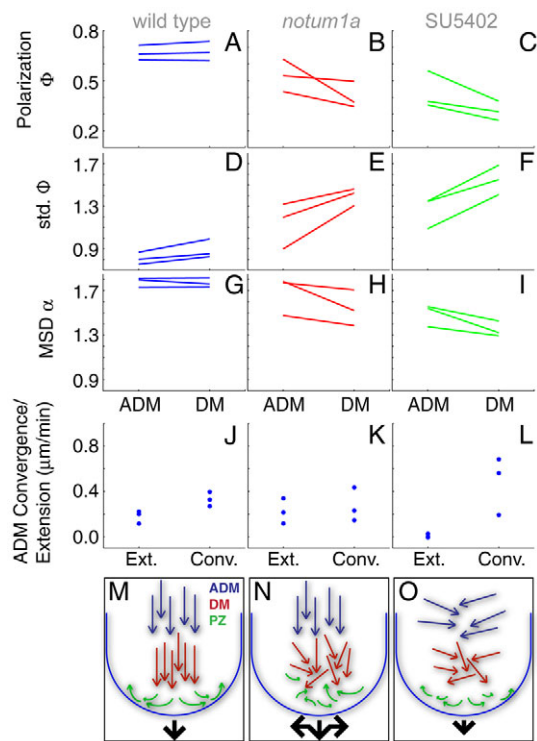 wild type notum1a SU5402
Polarization Φ
0.8
0.5
0.2
A B C
std. Φ
1.7
1.3
0.9
D E F
MSD α
1.7
1.3
0.9
G H I
ADM DM ADM DM ADM DM
ADM Convergence/
Extension (μm/min)
0.8
0.4
0.0
J K L
Ext. Conv. Ext. Conv. Ext. Conv.
M N O
ADM
DM
PZ